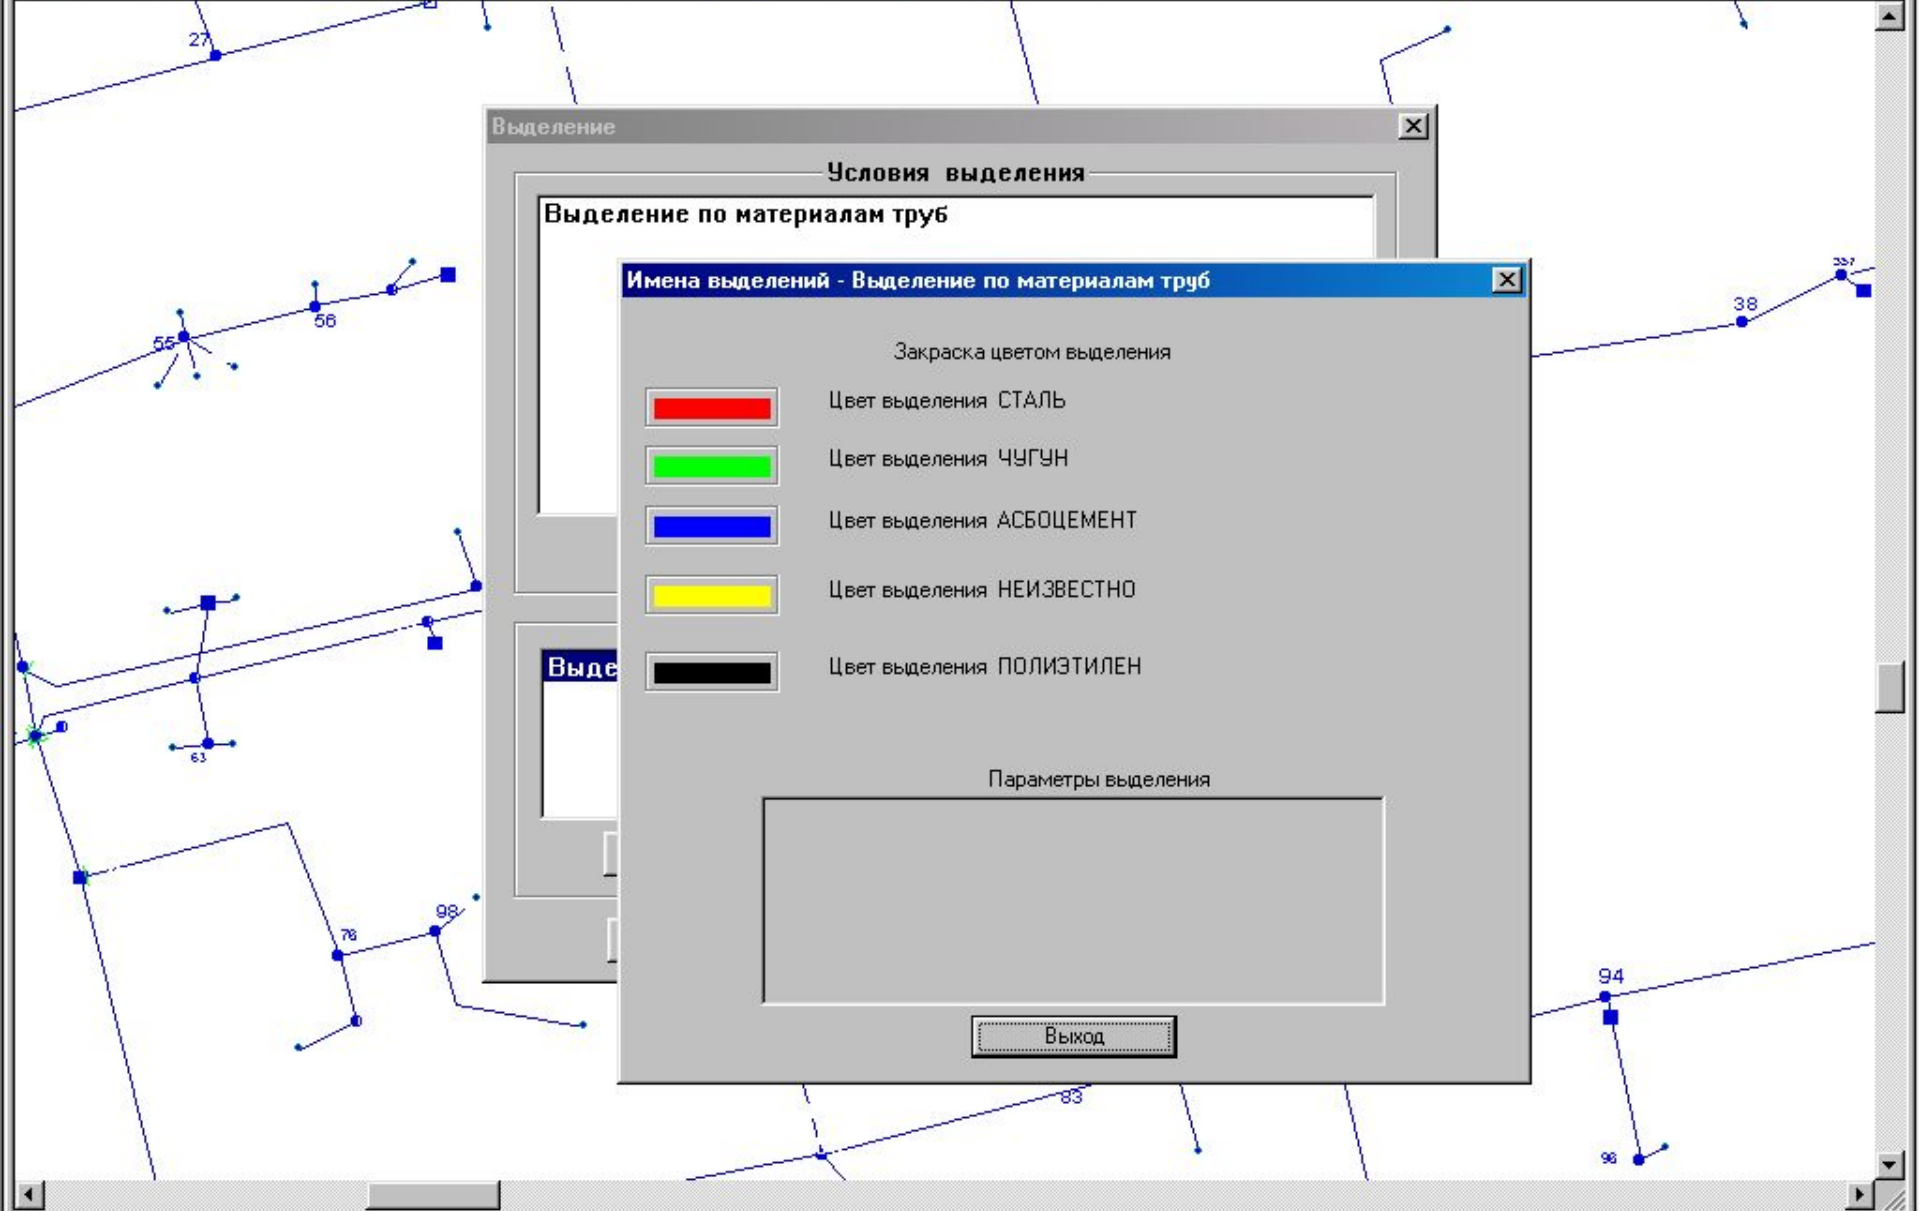 27
Выделение
Условия выделения
Выделение по материалам труб
Имена выделений - Выделение по материалам труб
337
38
55
56
Закраска цветом выделения
Цвет выделения СТАЛЬ
Цвет выделения ЧУГУН
Цвет выделения АСБОЦЕМЕНТ
Цвет выделения НЕИЗВЕСТНО
Выде
Цвет выделения ПОЛИЭТИЛЕН
63
Параметры выделения
98
76
94
Выход
83
96